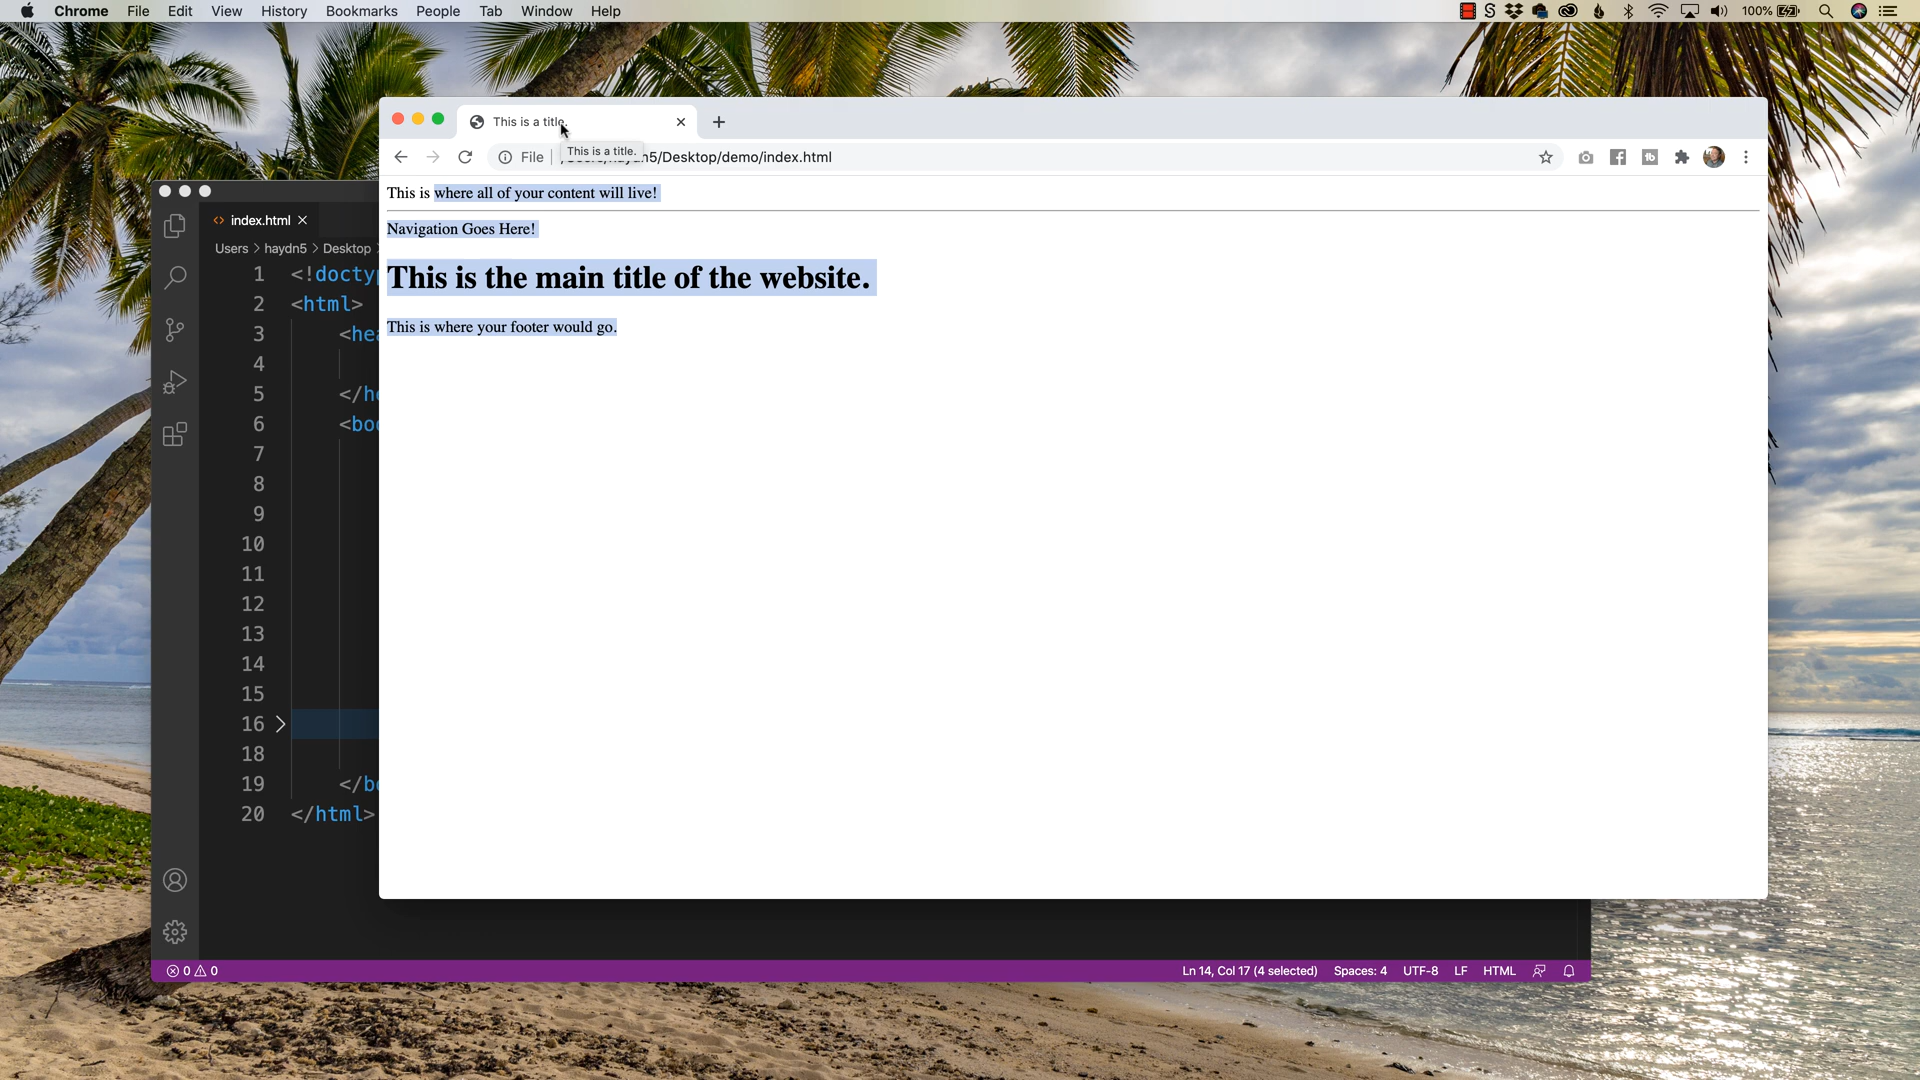 Chrome File Edit View History Bookmarks People Tab Window Help
100%
This is a title.
File
This is a title.
/Desktop/demo/index.html
This is where all of your content will live!
Navigation Goes Here!
This is the main title of the website.
This is where your footer would go.
index.html
Users > haydn5 > Desktop >
1 <!doctyp
2 <html>
3 <hea
4
5 </he
6 <bod
7
8
9
10
11
12
13
14
15
16
18
19 </bo
20 </html>
0 0
Ln 14, Col 17 (4 selected) Spaces: 4 UTF-8 LF HTML